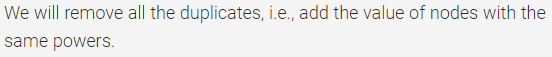 We will remove all the duplicates, i.e., add the value of nodes with the
same powers.